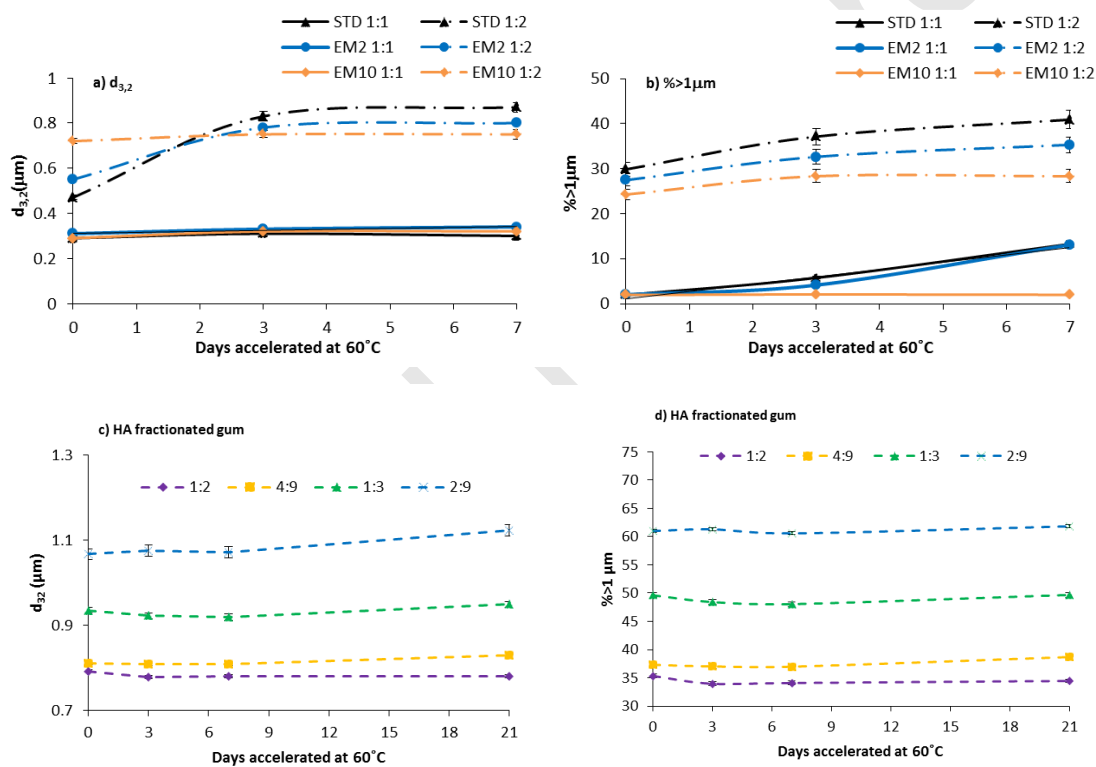 STD 1:1 STD 1:2
EM2 1:1 EM2 1:2
EM10 1:1 EM10 1:2
a) d3,2
1
0.8
0.6
0.4
0.2
0
d3,2(μm)
0 1 2 3 4 5 6 7
Days accelerated at 60˚C
STD 1:1 STD 1:2
EM2 1:1 EM2 1:2
EM10 1:1 EM10 1:2
b) %>1μm
50
40
30
20
10
0
%>1μm
0 1 2 3 4 5 6 7
Days accelerated at 60˚C
c) HA fractionated gum
1:2 4:9 1:3 2:9
1.3
1.1
0.9
0.7
d32 (μm)
0 3 6 9 12 15 18 21
Days accelerated at 60˚C
d) HA fractionated gum
1:2 4:9 1:3 2:9
75
70
65
60
55
50
45
40
35
30
%>1 μm
0 3 6 9 12 15 18 21
Days accelerated at 60˚C